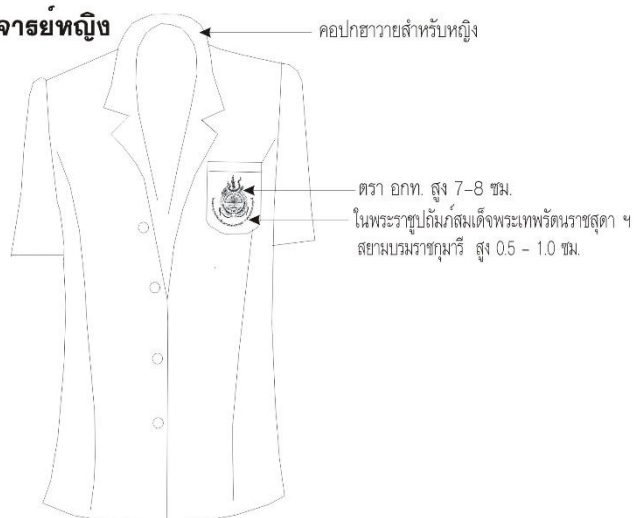 จารย์หญิง
คอปกฮาวายสำหรับหญิง
ตรา อกท. สูง 7-8 ซม.
ในพระราชูปถัมภ์สมเด็จพระเทพรัตนราชสุดา ฯ
สยามบรมราชกุมารี สูง 0.5 - 1.0 ซม.